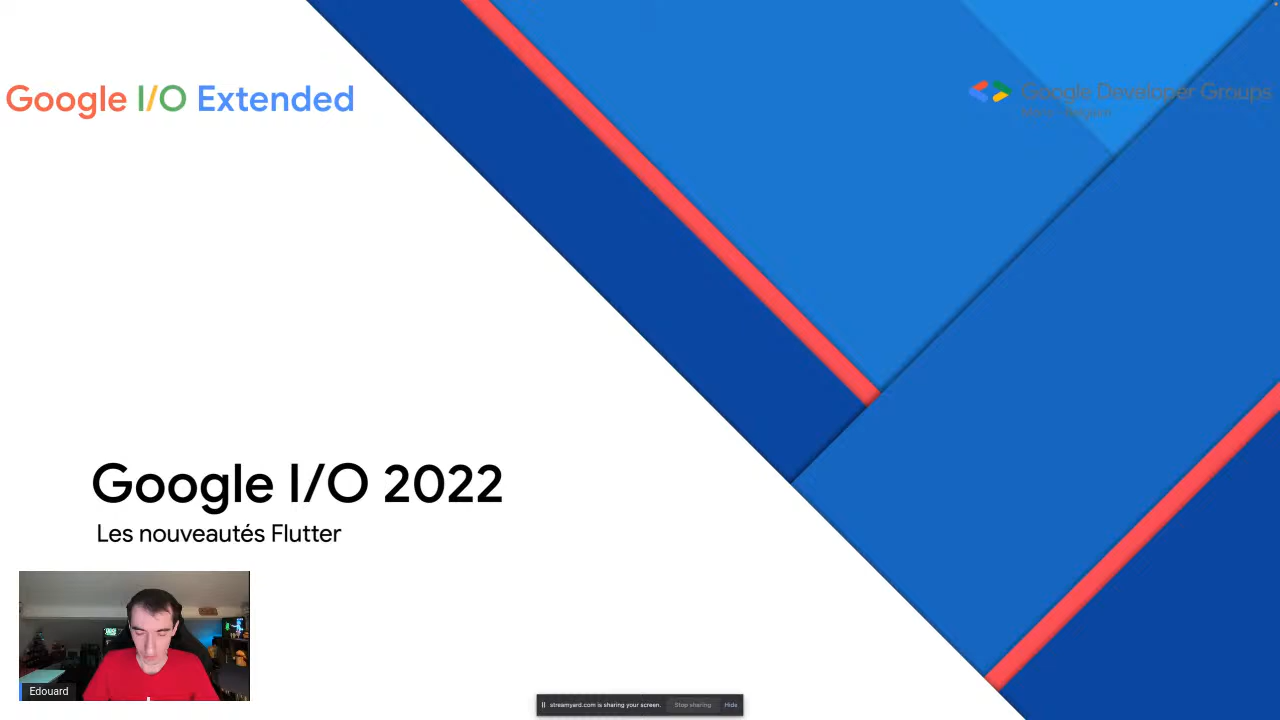 Google I/O Extended
Google Developer Groups
Google I/O 2022
Les nouveautés Flutter
Edouard
streamyard.com is sharing your screen.
Stop sharing
Hide